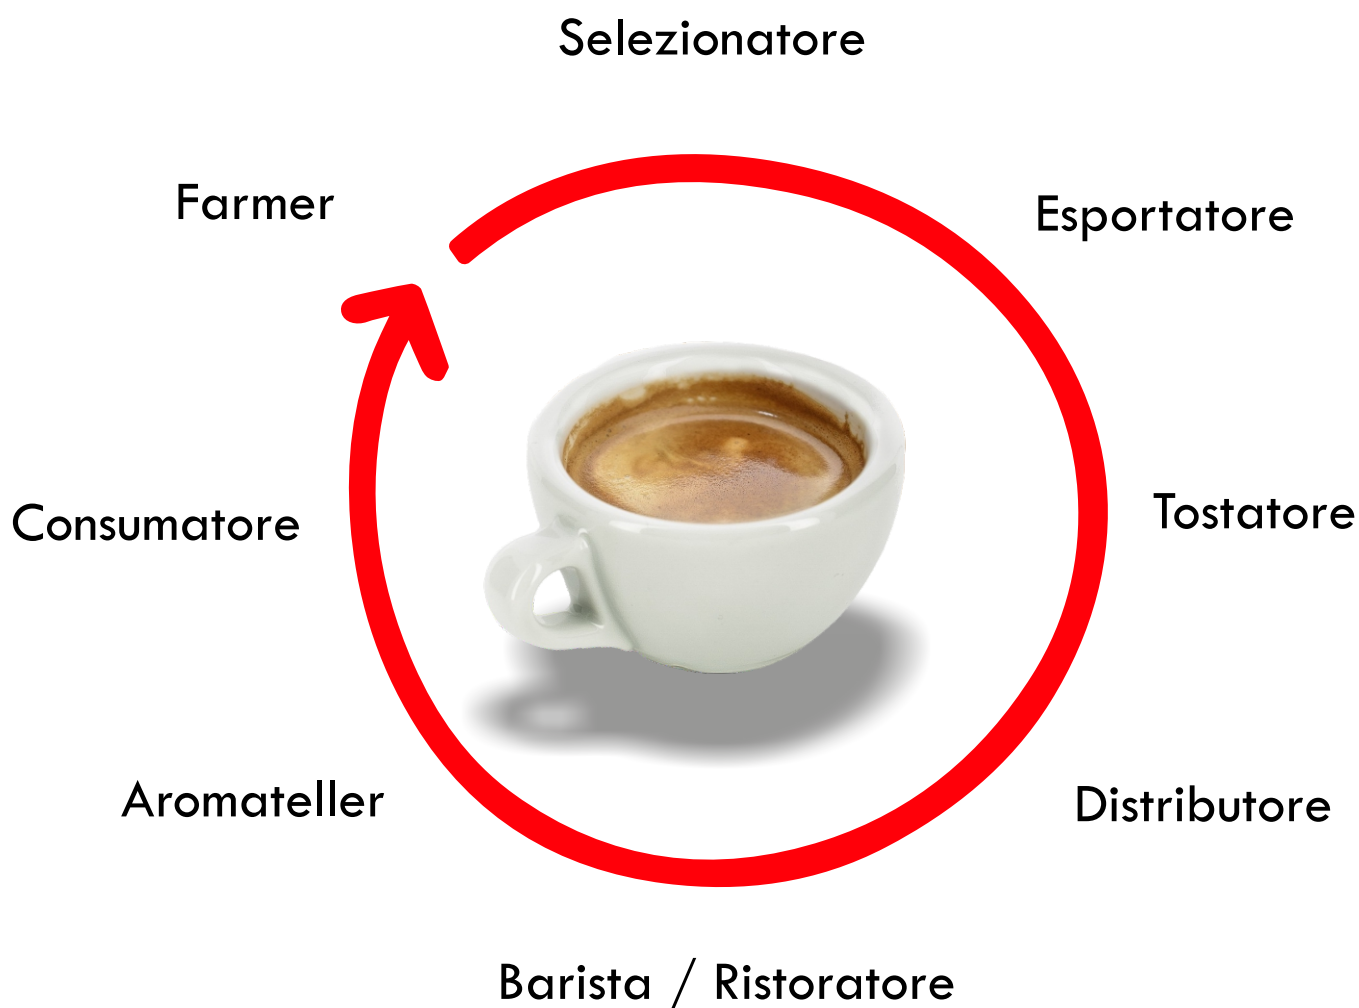 Selezionatore
Farmer
Esportatore
Consumatore
Tostatore
Aromateller
Distributore
Barista / Ristoratore